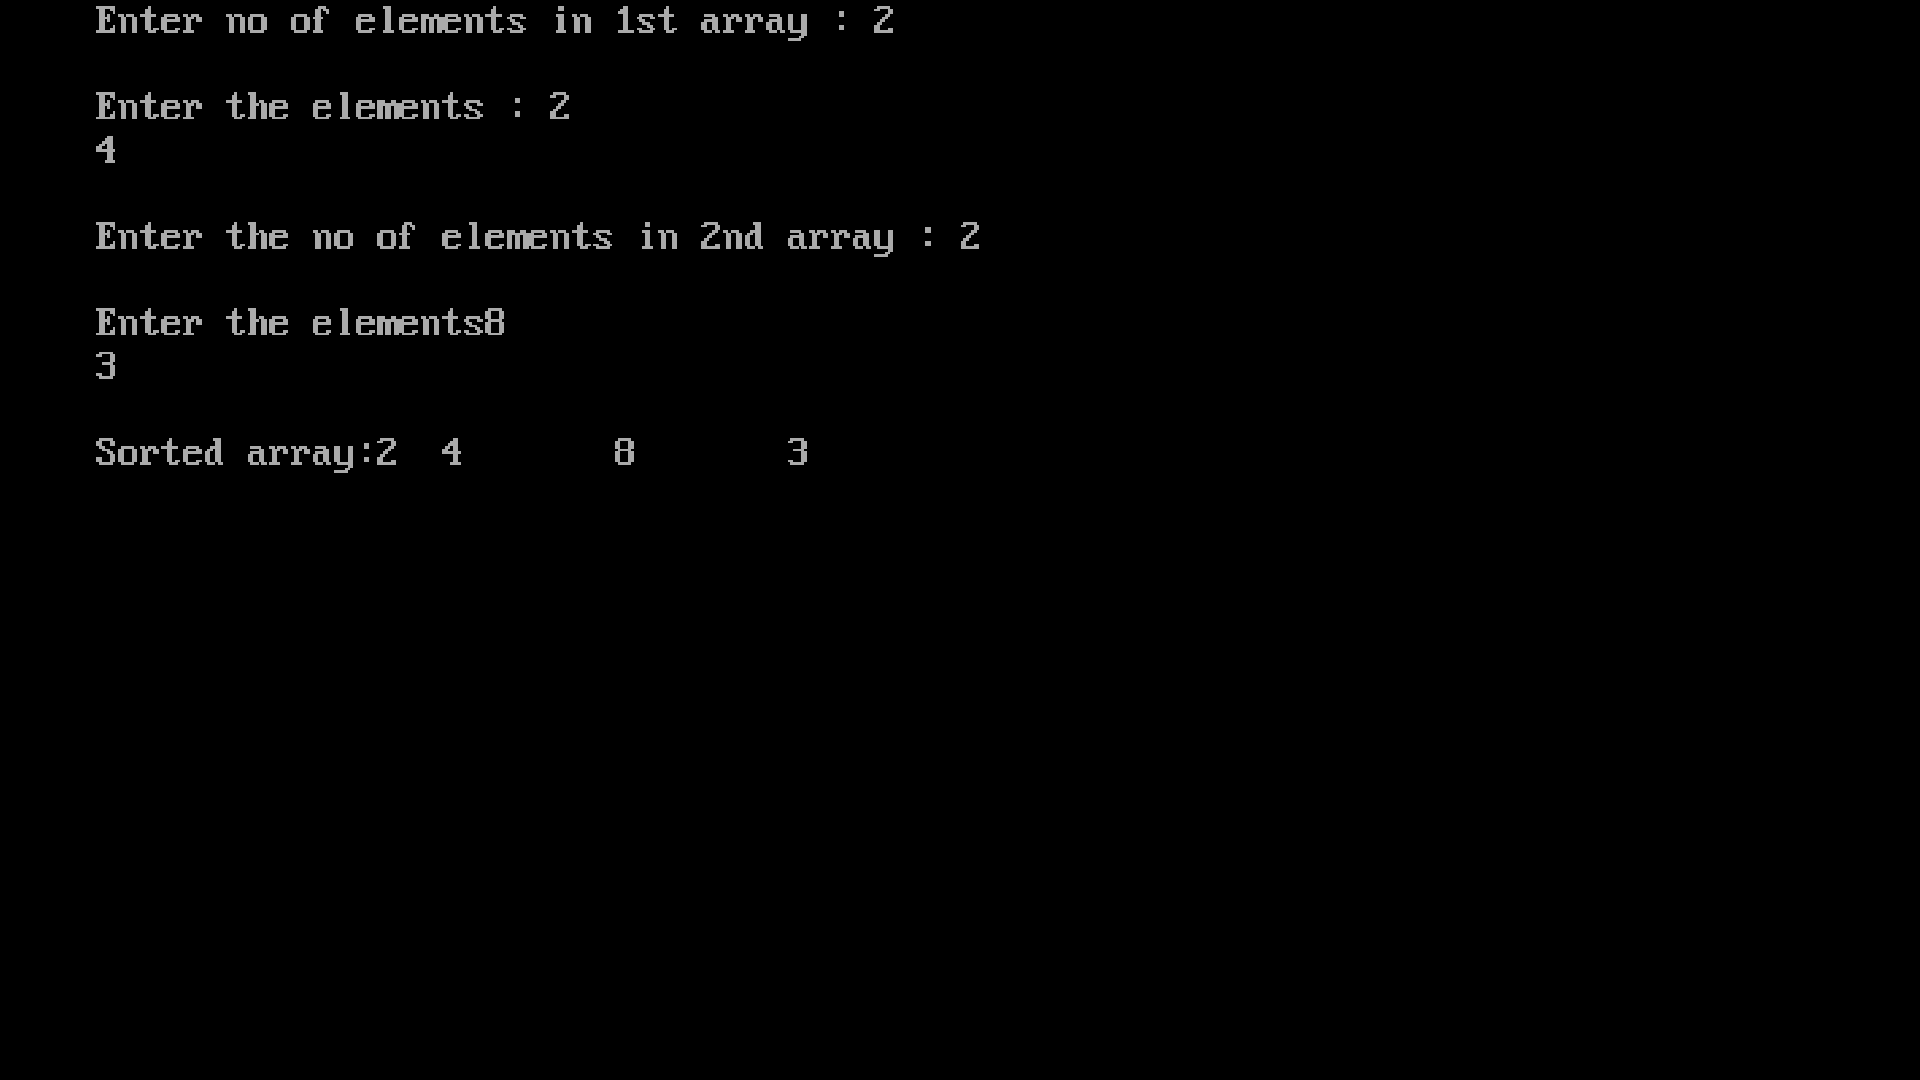 Enter no of elements in 1st array : 2
Enter the elements : 2
4
Enter the no of elements in 2nd array : 2
Enter the elements8
3
Sorted array:2  4       8       3